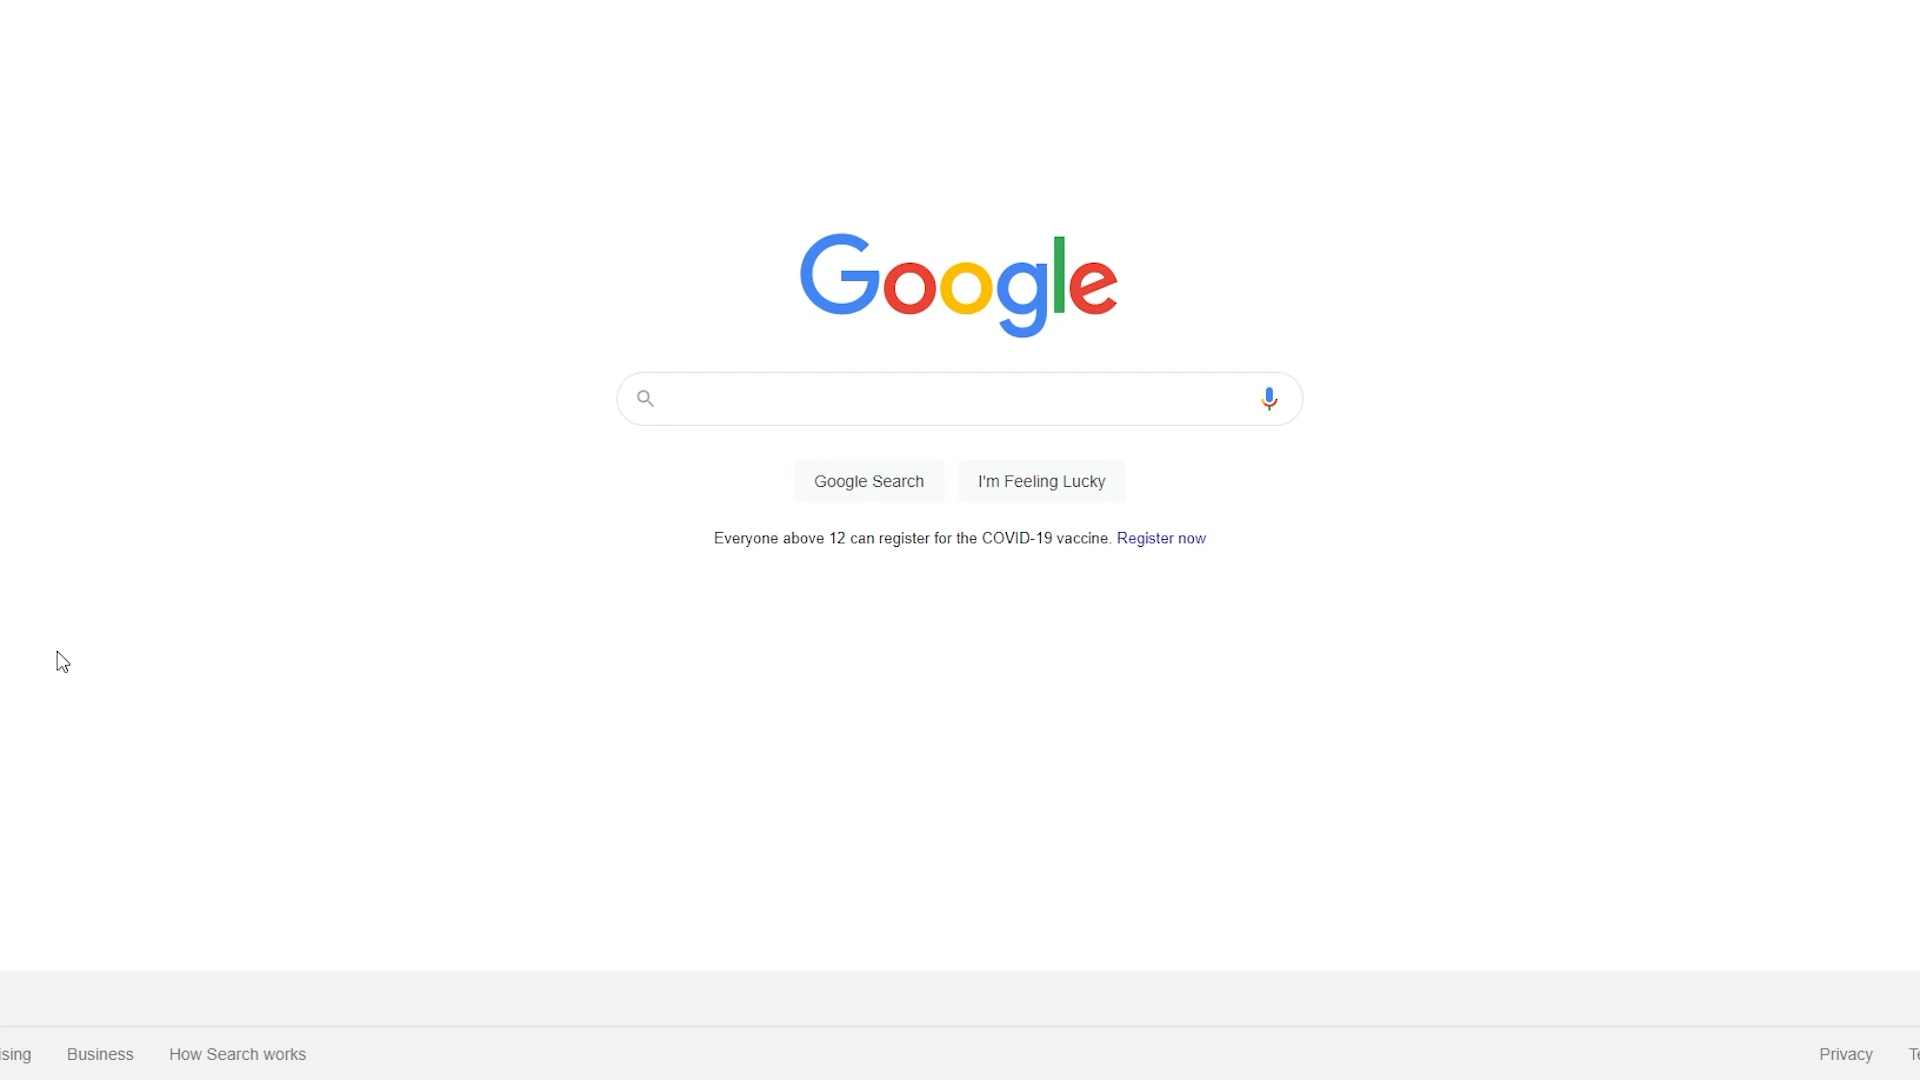 Google
Google Search
I'm Feeling Lucky
Everyone above 12 can register for the COVID-19 vaccine. Register now
Business
How Search works
Privacy